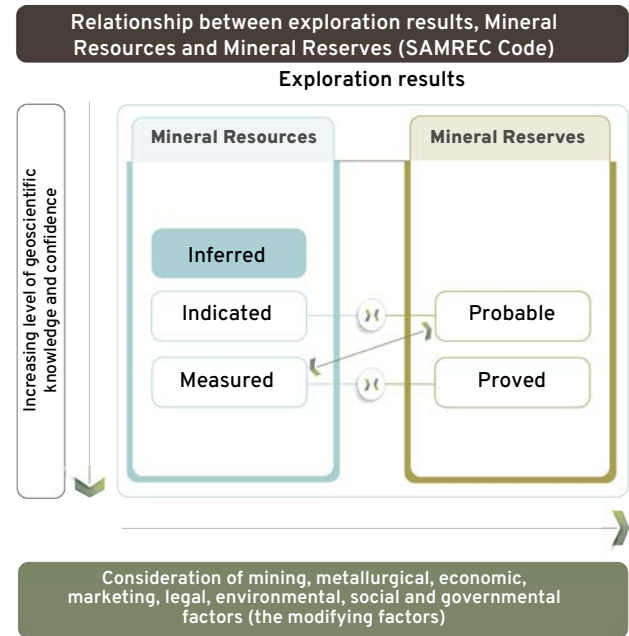 Relationship between exploration results, Mineral
Resources and Mineral Reserves (SAMREC Code)
Exploration results
Increasing level of geoscientific
knowledge and confidence
Mineral Resources
Mineral Reserves
Inferred
Indicated
Probable
Measured
Proved
Consideration of mining, metallurgical, economic,
marketing, legal, environmental, social and governmental
factors (the modifying factors)